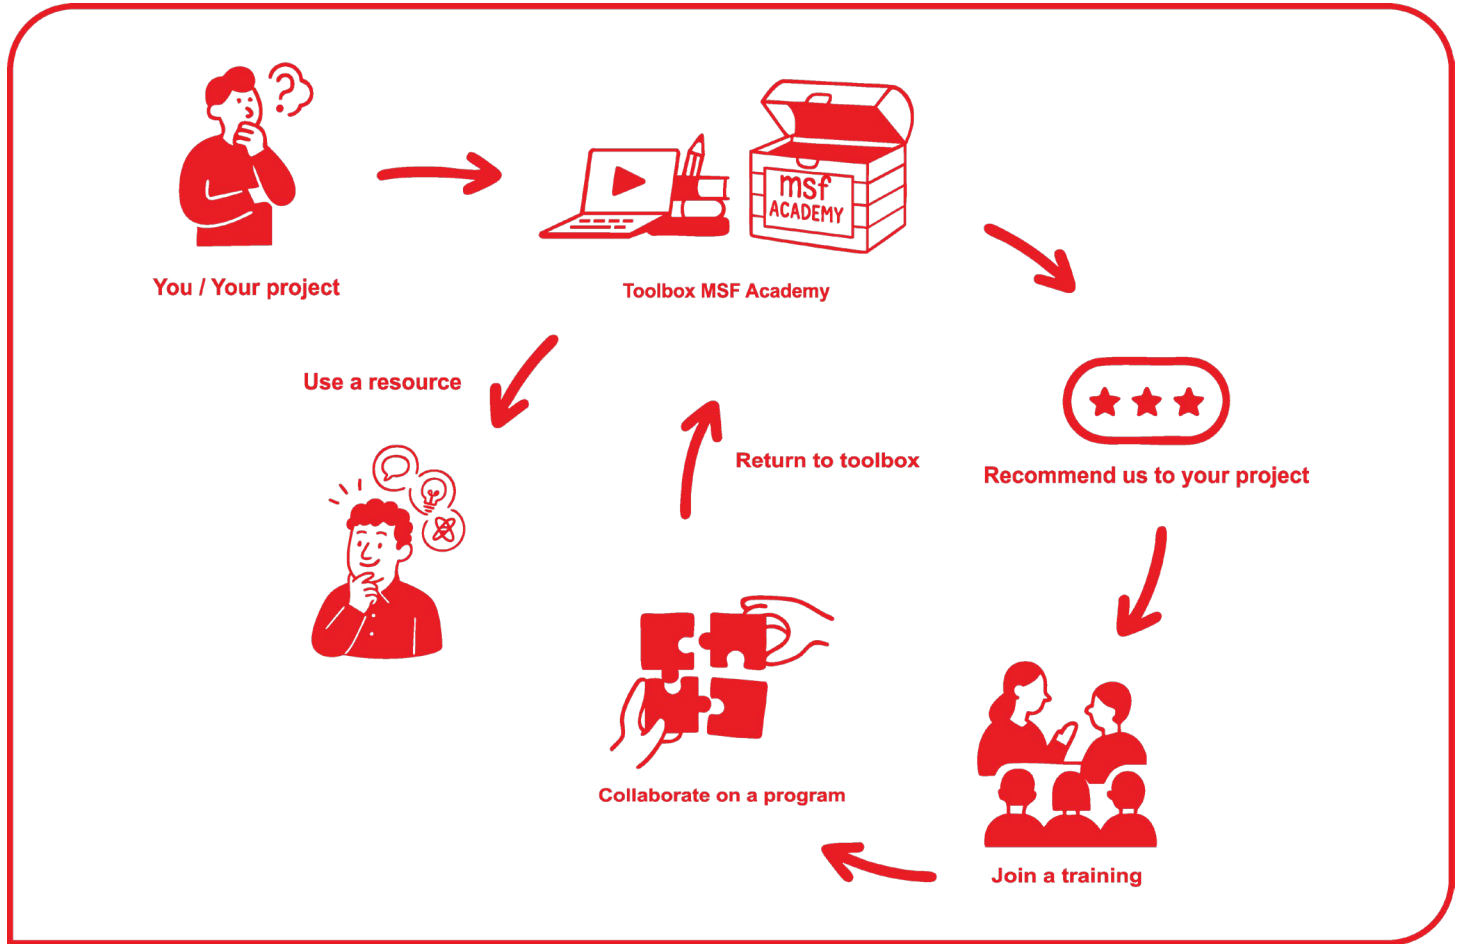 ?
msf
ACADEMY
You / Your project
Toolbox MSF Academy
Use a resource
Return to toolbox
Recommend us to your project
Collaborate on a program
Join a training